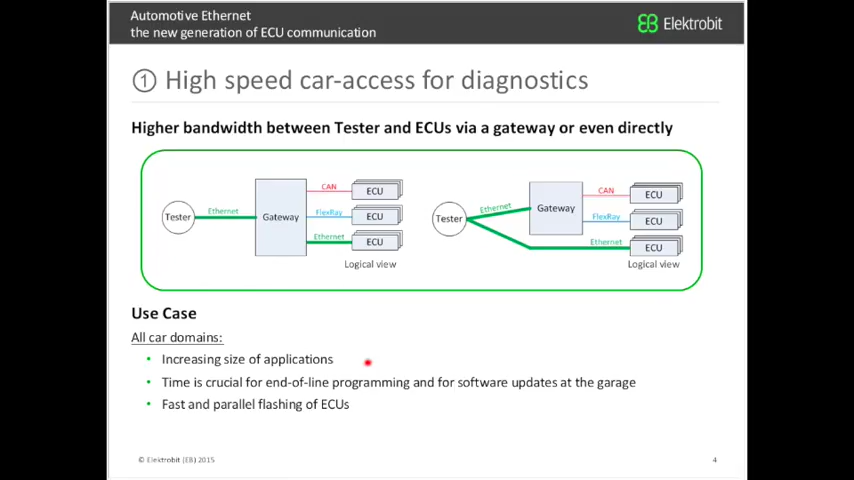 Automotive Ethernet
the new generation of ECU communication
EB Elektrobit
① High speed car-access for diagnostics
Higher bandwidth between Tester and ECUs via a gateway or even directly
Tester
Ethernet
Gateway
CAN
ECU
FlexRay
ECU
Ethernet
ECU
Logical view
Tester
Ethernet
Gateway
CAN
ECU
FlexRay
ECU
Ethernet
ECU
Logical view
Use Case
All car domains:
• Increasing size of applications
• Time is crucial for end-of-line programming and for software updates at the garage
• Fast and parallel flashing of ECUs
© Elektrobit (EB) 2015
4